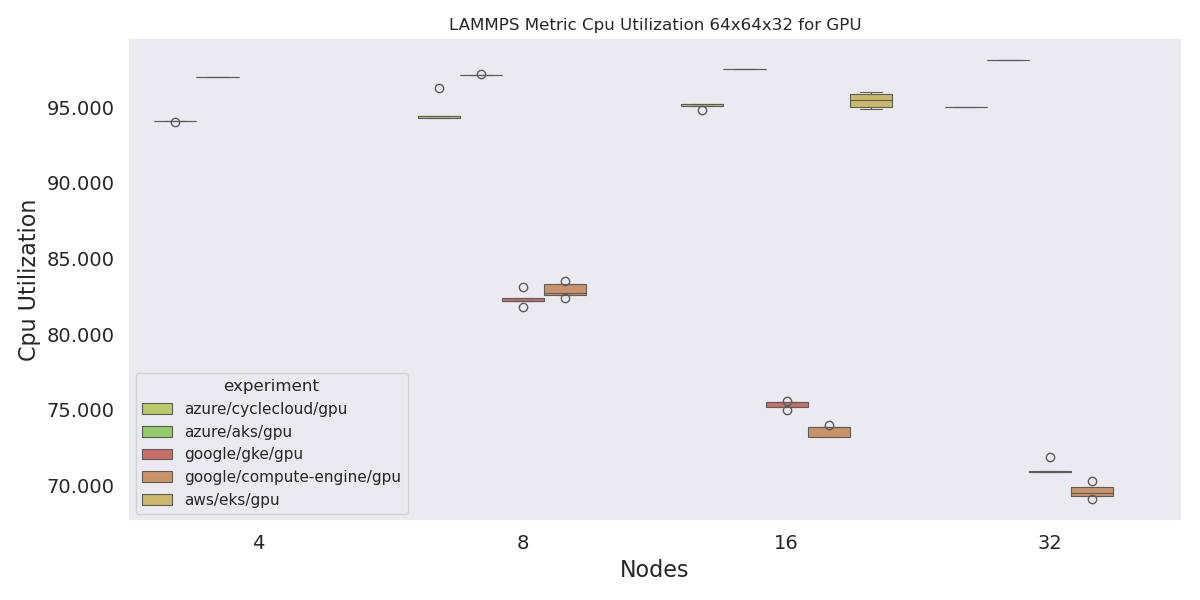 LAMMPS Metric Cpu Utilization 64x64x32 for GPU
Cpu Utilization
95.000
90.000
85.000
80.000
75.000
70.000
experiment
azure/cyclecloud/gpu
azure/aks/gpu
google/gke/gpu
google/compute-engine/gpu
aws/eks/gpu
4 8 16 32
Nodes